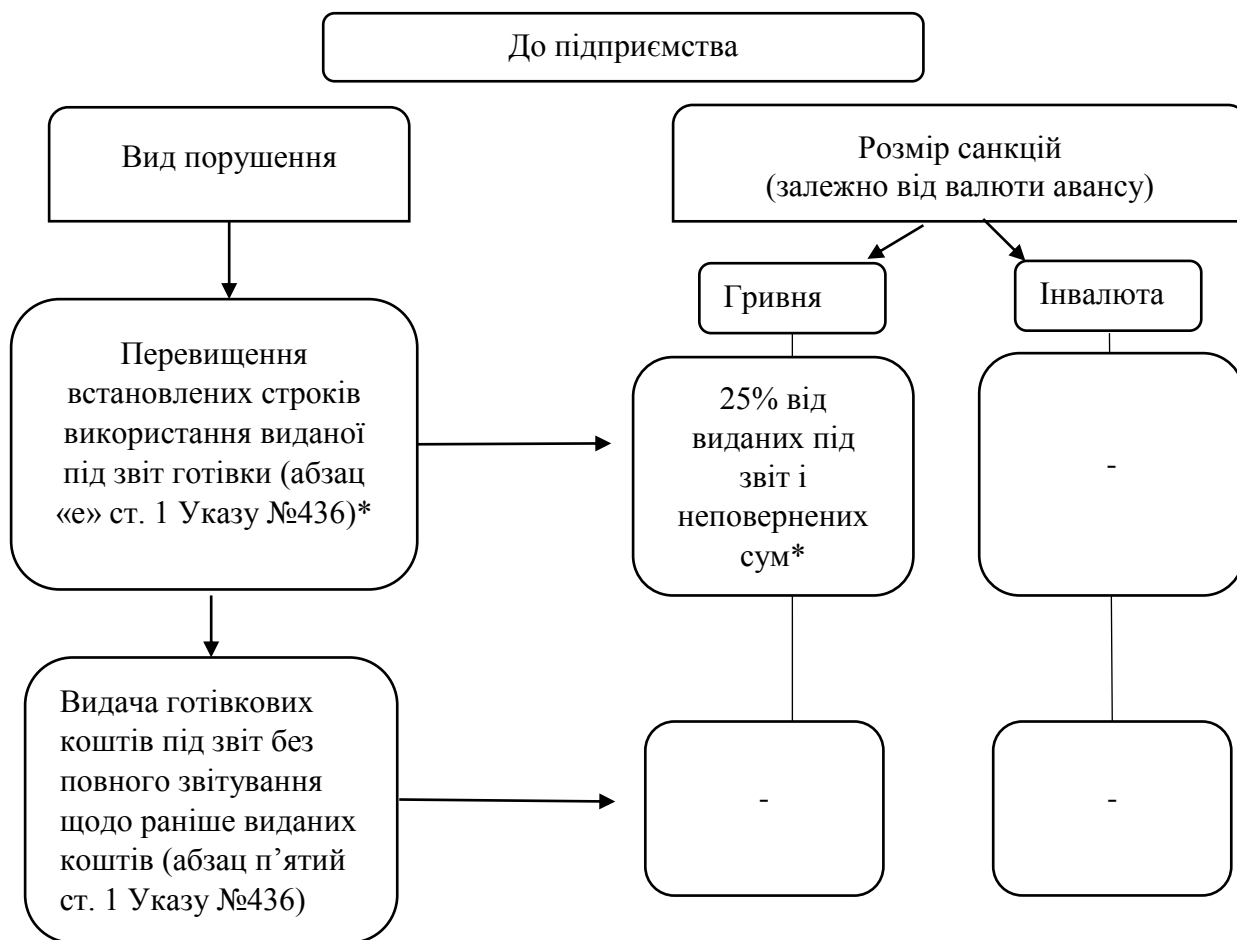 До підприємства
Вид порушення
Розмір санкцій
(залежно від валюти авансу)
Гривня
Інвалюта
Перевищення
встановлених строків
використання виданої
під звіт готівки (абзац
«е» ст. 1 Указу №436)*
25% від
виданих під
звіт і
неповернених
сум*
-
Видача готівкових
коштів під звіт без
повного звітування
щодо раніше виданих
коштів (абзац п’ятий
ст. 1 Указу №436)
-
-